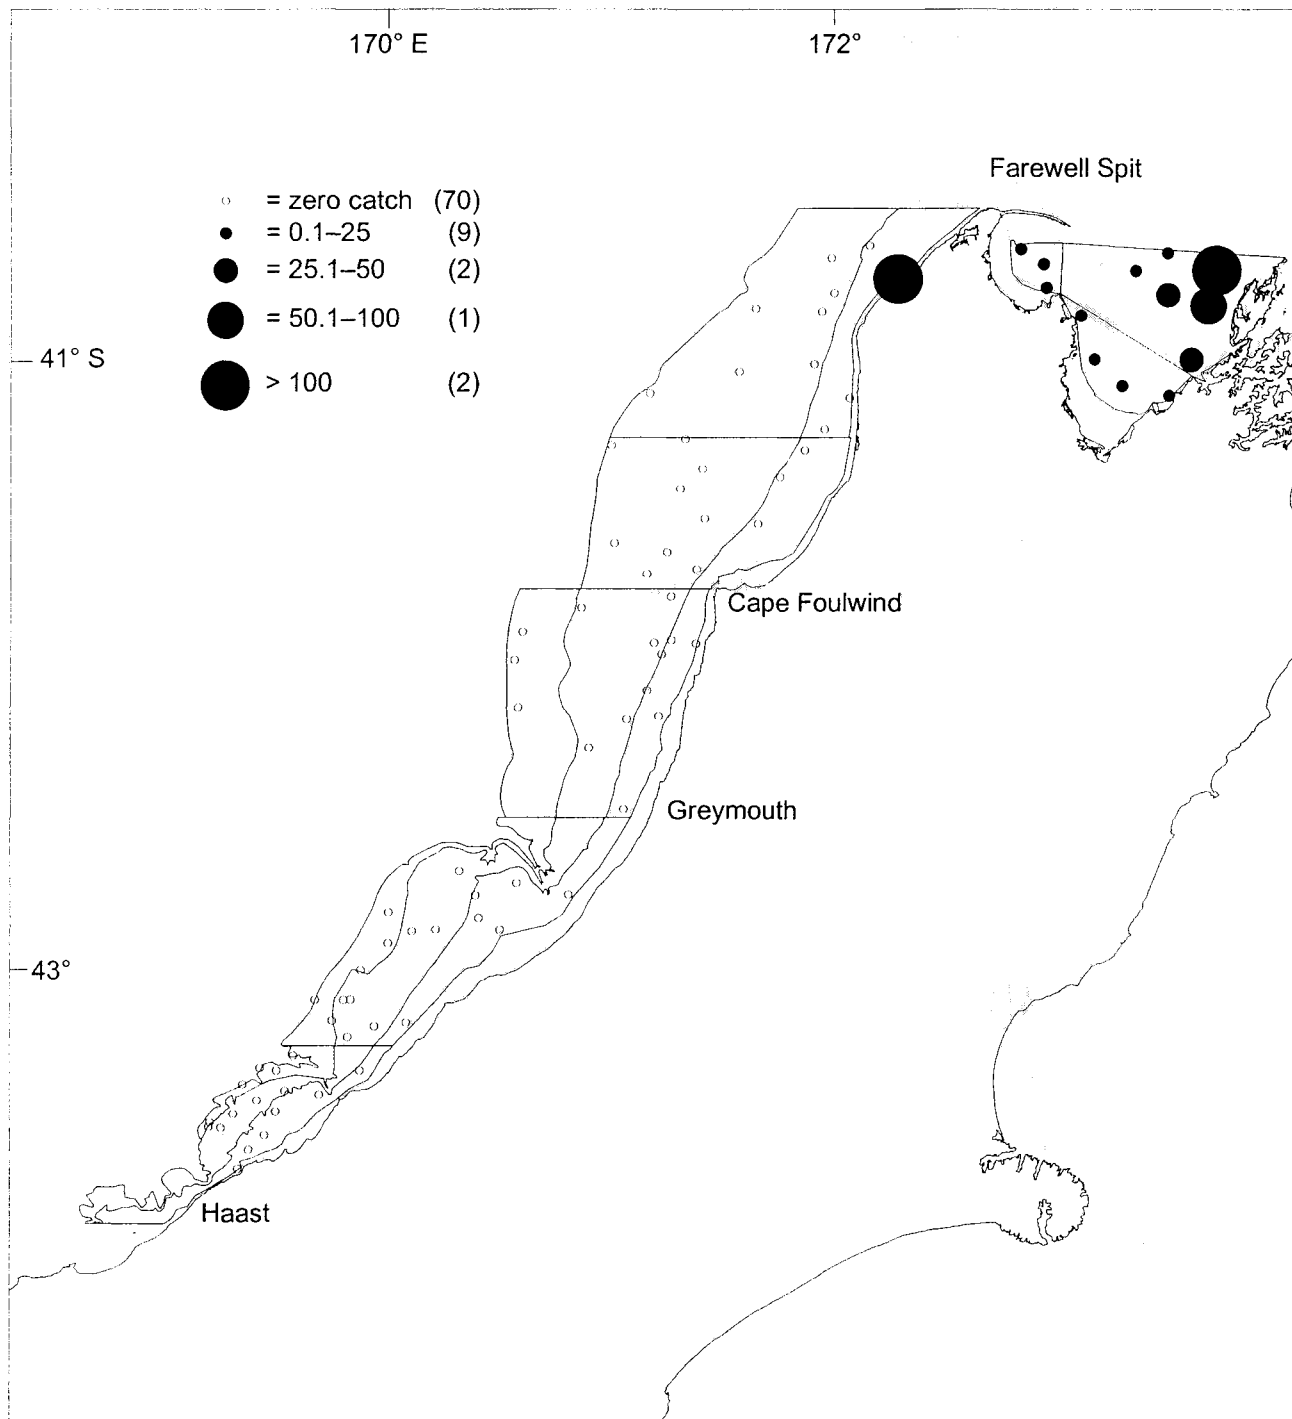 170° E 172°
Farewell Spit
= zero catch (70)
= 0.1–25 (9)
= 25.1–50 (2)
= 50.1–100 (1)
> 100 (2)
41° S
Cape Foulwind
Greymouth
43°
Haast